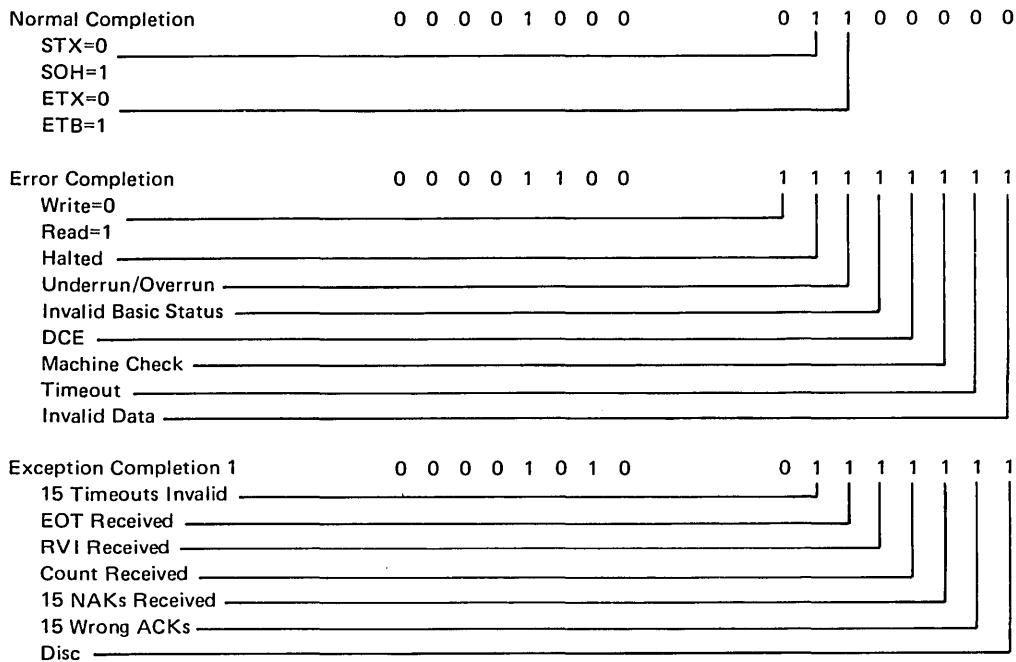 Normal Completion 0 0 0 0 1 0 0 0 0 1 1 0 0 0 0 0
STX=0
SOH=1
ETX=0
ETB=1
Error Completion 0 0 0 0 1 1 0 0 1 1 1 1 1 1 1 1
Write=0
Read=1
Halted
Underrun/Overrun
Invalid Basic Status
DCE
Machine Check
Timeout
Invalid Data
Exception Completion 1 0 0 0 0 1 0 1 0 0 1 1 1 1 1 1 1
15 Timeouts Invalid
EOT Received
RVI Received
Count Received
15 NAKs Received
15 Wrong ACKs
Disc